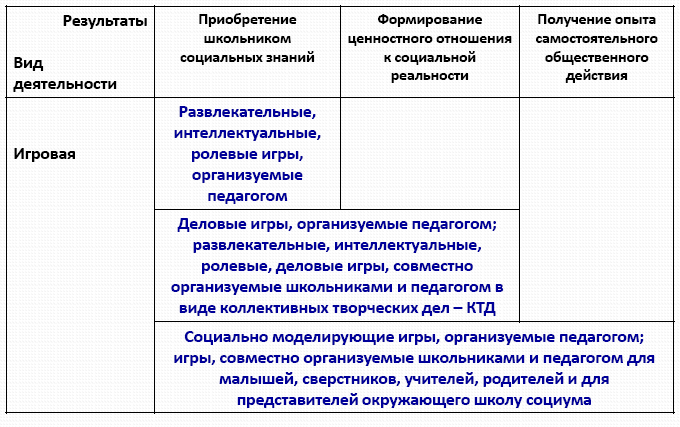 Результаты
Вид
деятельности
Приобретение
школьником
социальных знаний
Формирование
ценностного отношения
к социальной
реальности
Получение опыта
самостоятельного
общественного
действия
Игровая
Развлекательные,
интеллектуальные,
ролевые игры,
организуемые
педагогом
Деловые игры, организуемые педагогом;
развлекательные, интеллектуальные,
ролевые, деловые игры, совместно
организуемые школьниками и педагогом в
виде коллективных творческих дел – КТД
Социально моделирующие игры, организуемые педагогом;
игры, совместно организуемые школьниками и педагогом для
малышей, сверстников, учителей, родителей и для
представителей окружающего школу социума